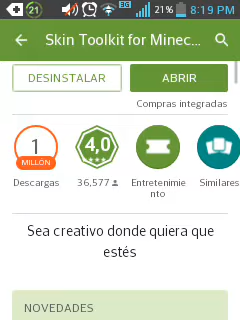 21 3G 21% 8:19 PM
Skin Toolkit for Minec...
DESINSTALAR ABRIR
Compras integradas
1 4,0
MILLÓN
Descargas 36,577 Entretenimie Similares
nto
Sea creativo donde quiera que
estés
NOVEDADES